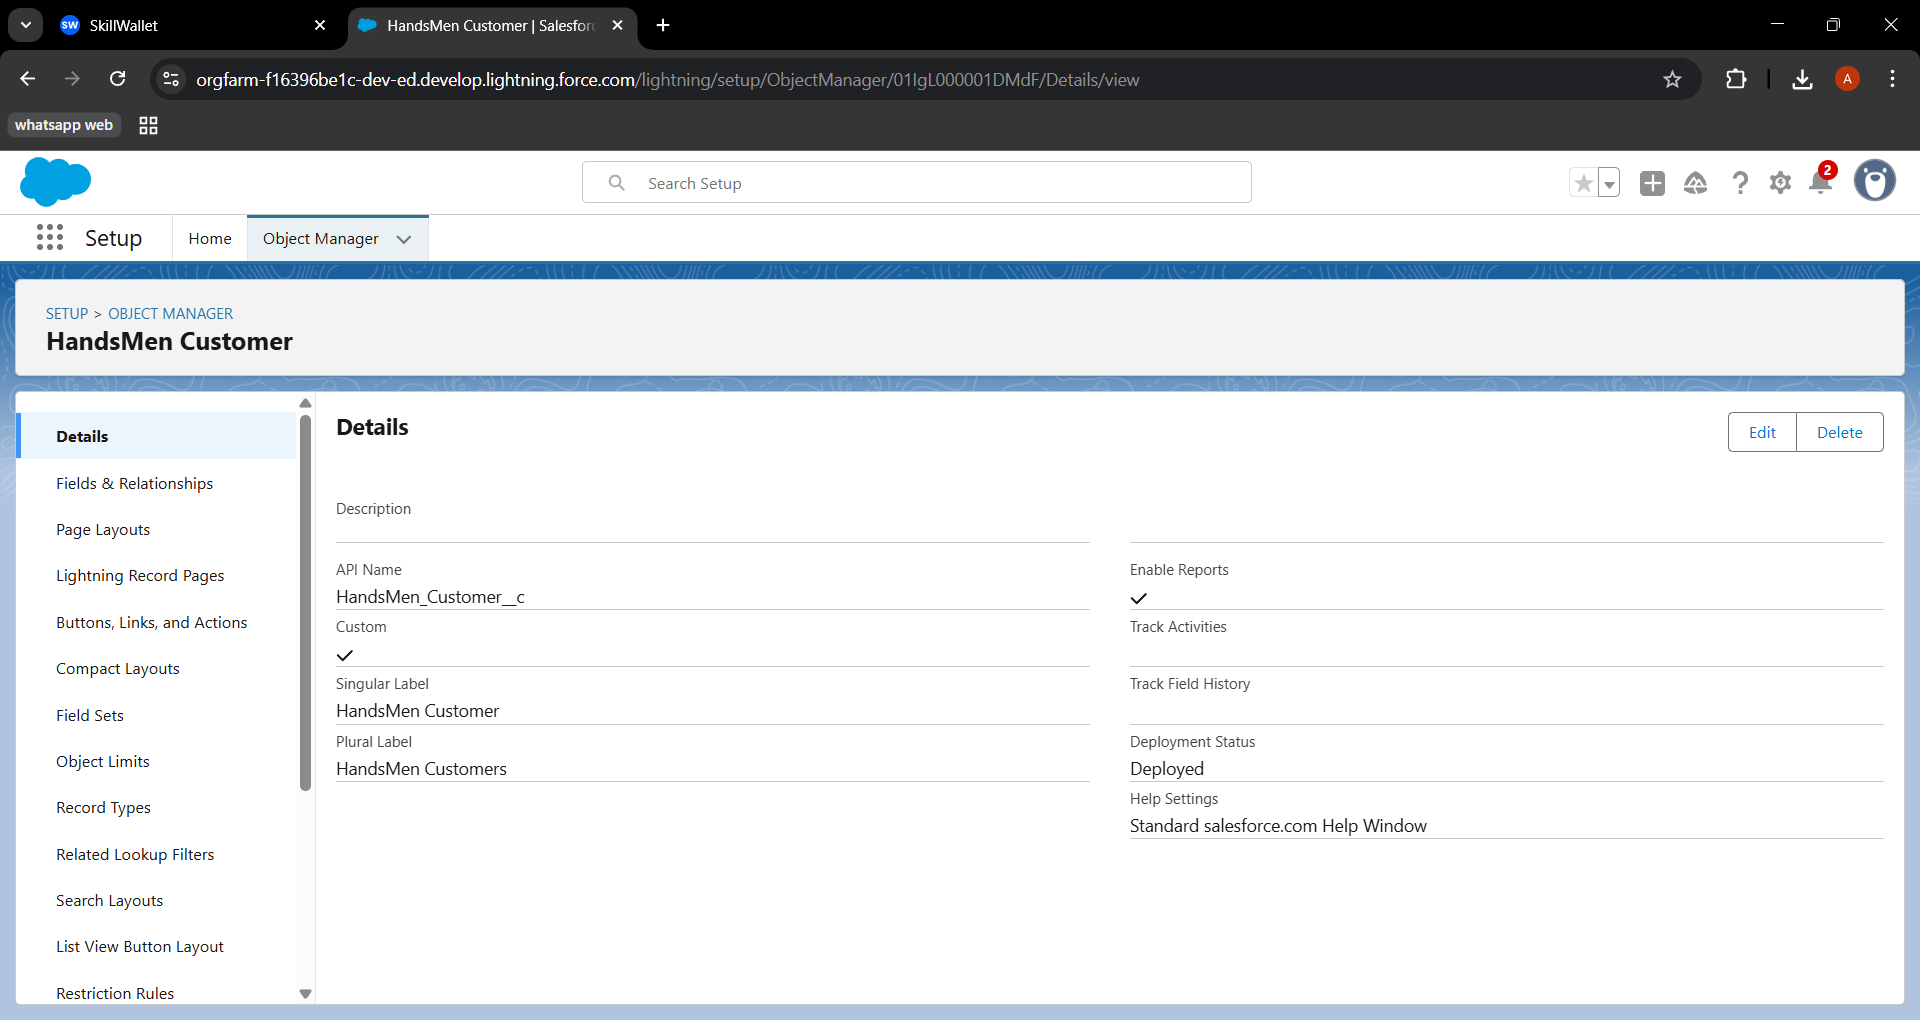 SW SkillWallet
HandsMen Customer | Salesforc
orgfarm-f16396be1c-dev-ed.develop.lightning.force.com/lightning/setup/ObjectManager/01IgL000001DMdF/Details/view
A
whatsapp web
Search Setup
2
Setup
Home
Object Manager
SETUP > OBJECT MANAGER
HandsMen Customer
Details
Fields & Relationships
Page Layouts
Lightning Record Pages
Buttons, Links, and Actions
Compact Layouts
Field Sets
Object Limits
Record Types
Related Lookup Filters
Search Layouts
List View Button Layout
Restriction Rules
Details
Edit
Delete
Description
API Name
HandsMen_Customer__c
Custom
Singular Label
HandsMen Customer
Plural Label
HandsMen Customers
Enable Reports
Track Activities
Track Field History
Deployment Status
Deployed
Help Settings
Standard salesforce.com Help Window